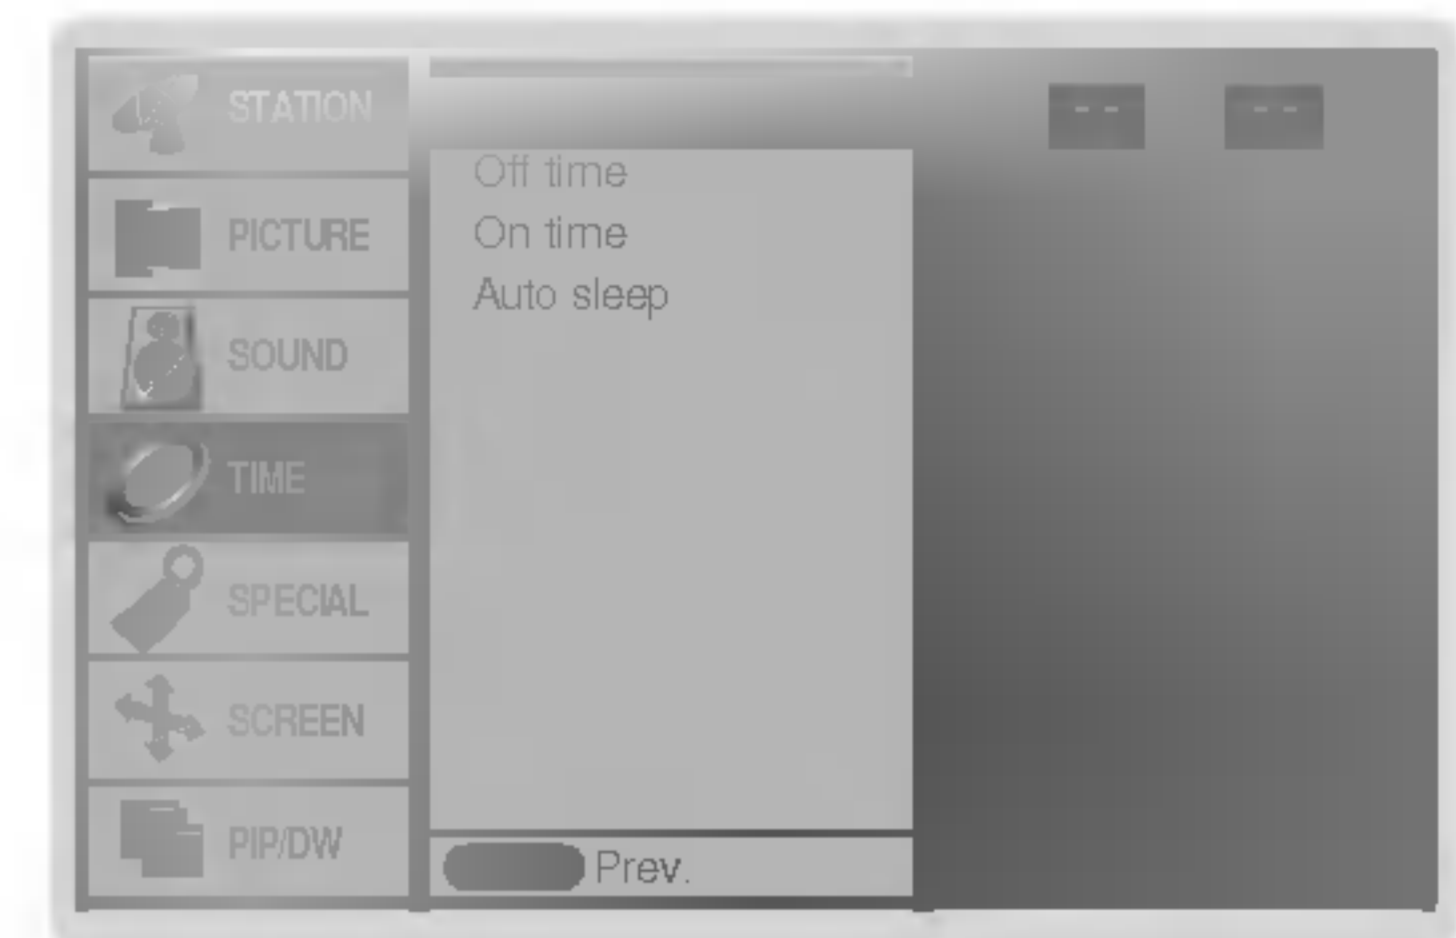 STATION
PICTURE
SOUND
TIME
SPECIAL
SCREEN
PIP/DW
Off time
On time
Auto sleep
Prev.
-- --